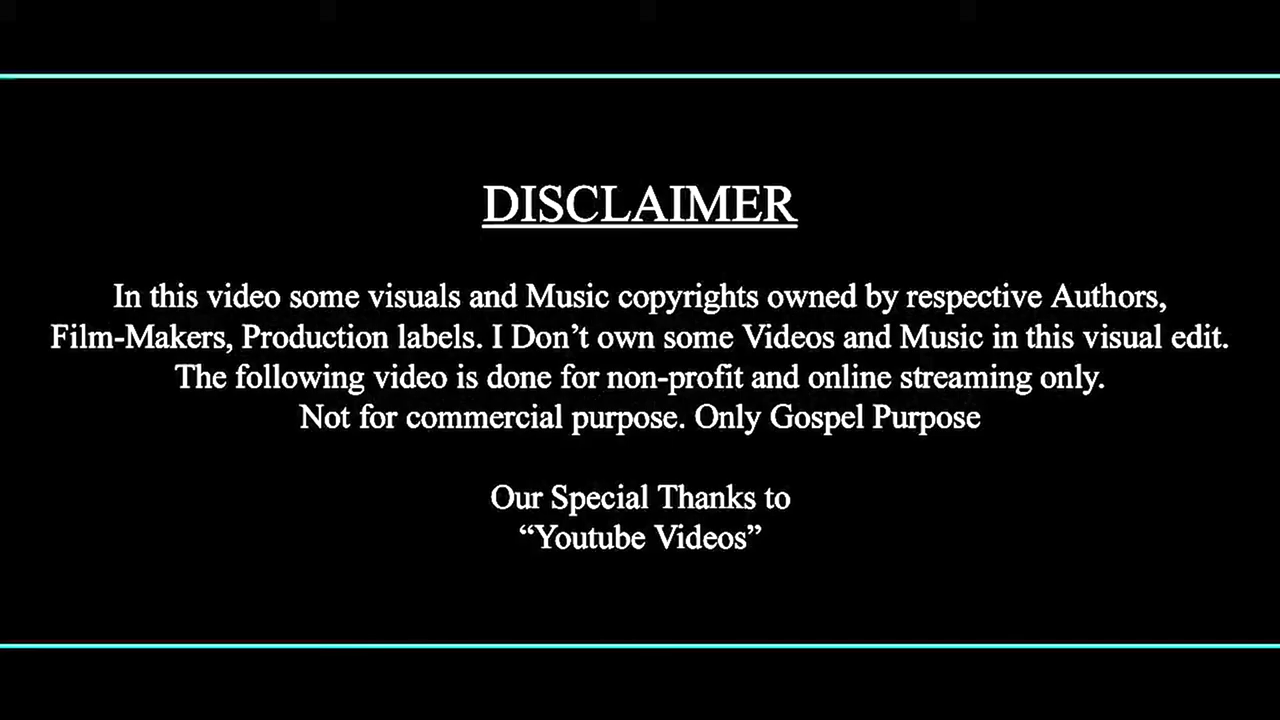 DISCLAIMER
In this video some visuals and Music copyrights owned by respective Authors,
Film-Makers, Production labels. I Don’t own some Videos and Music in this visual edit.
The following video is done for non-profit and online streaming only.
Not for commercial purpose. Only Gospel Purpose
Our Special Thanks to
“Youtube Videos”